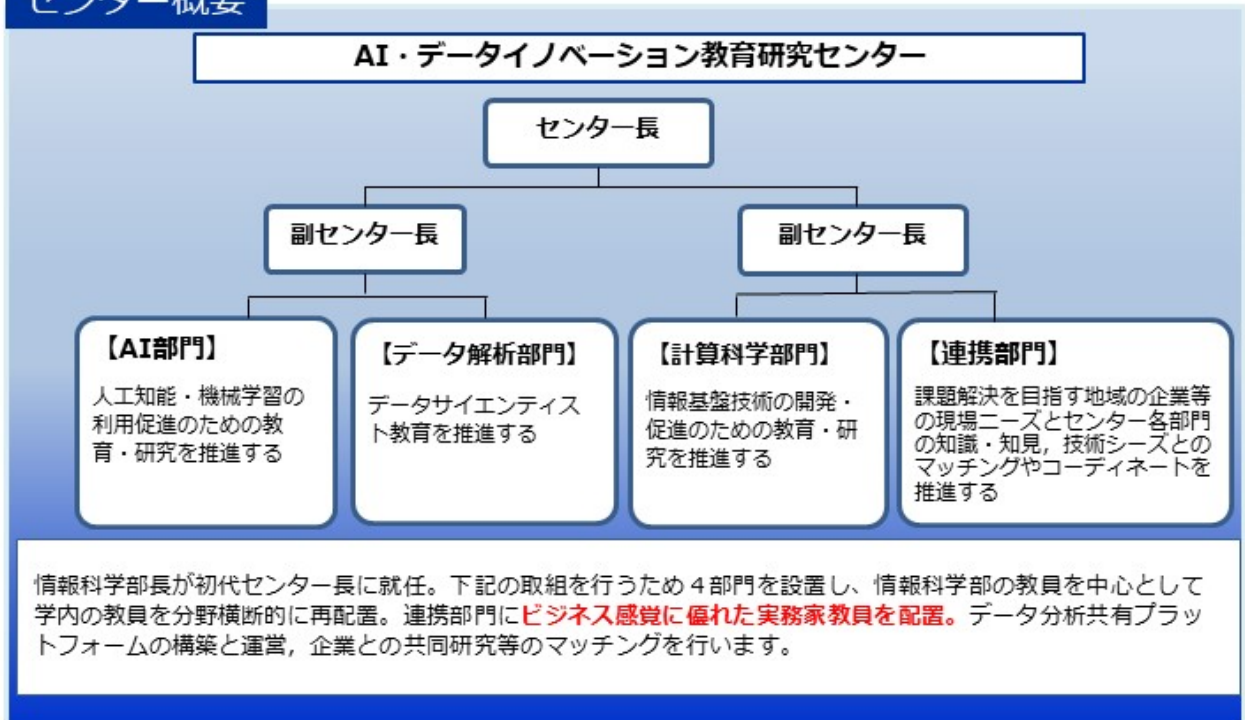 センター概要
AI・データイノベーション教育研究センター
センター長
副センター長
副センター長
【AI部門】
人工知能・機械学習の
利用促進のための教
育・研究を推進する
【データ解析部門】
データサイエンティス
ト教育を推進する
【計算科学部門】
情報基盤技術の開発・
促進のための教育・研
究を推進する
【連携部門】
課題解決を目指す地域の企業等
の現場ニーズとセンター各部門
の知識・知見，技術シーズとの
マッチングやコーディネートを
推進する
情報科学部長が初代センター長に就任。下記の取組を行うため４部門を設置し、情報科学部の教員を中心として
学内の教員を分野横断的に再配置。連携部門にビジネス感覚に優れた実務家教員を配置。データ分析共有プラッ
トフォームの構築と運営，企業との共同研究等のマッチングを行います。